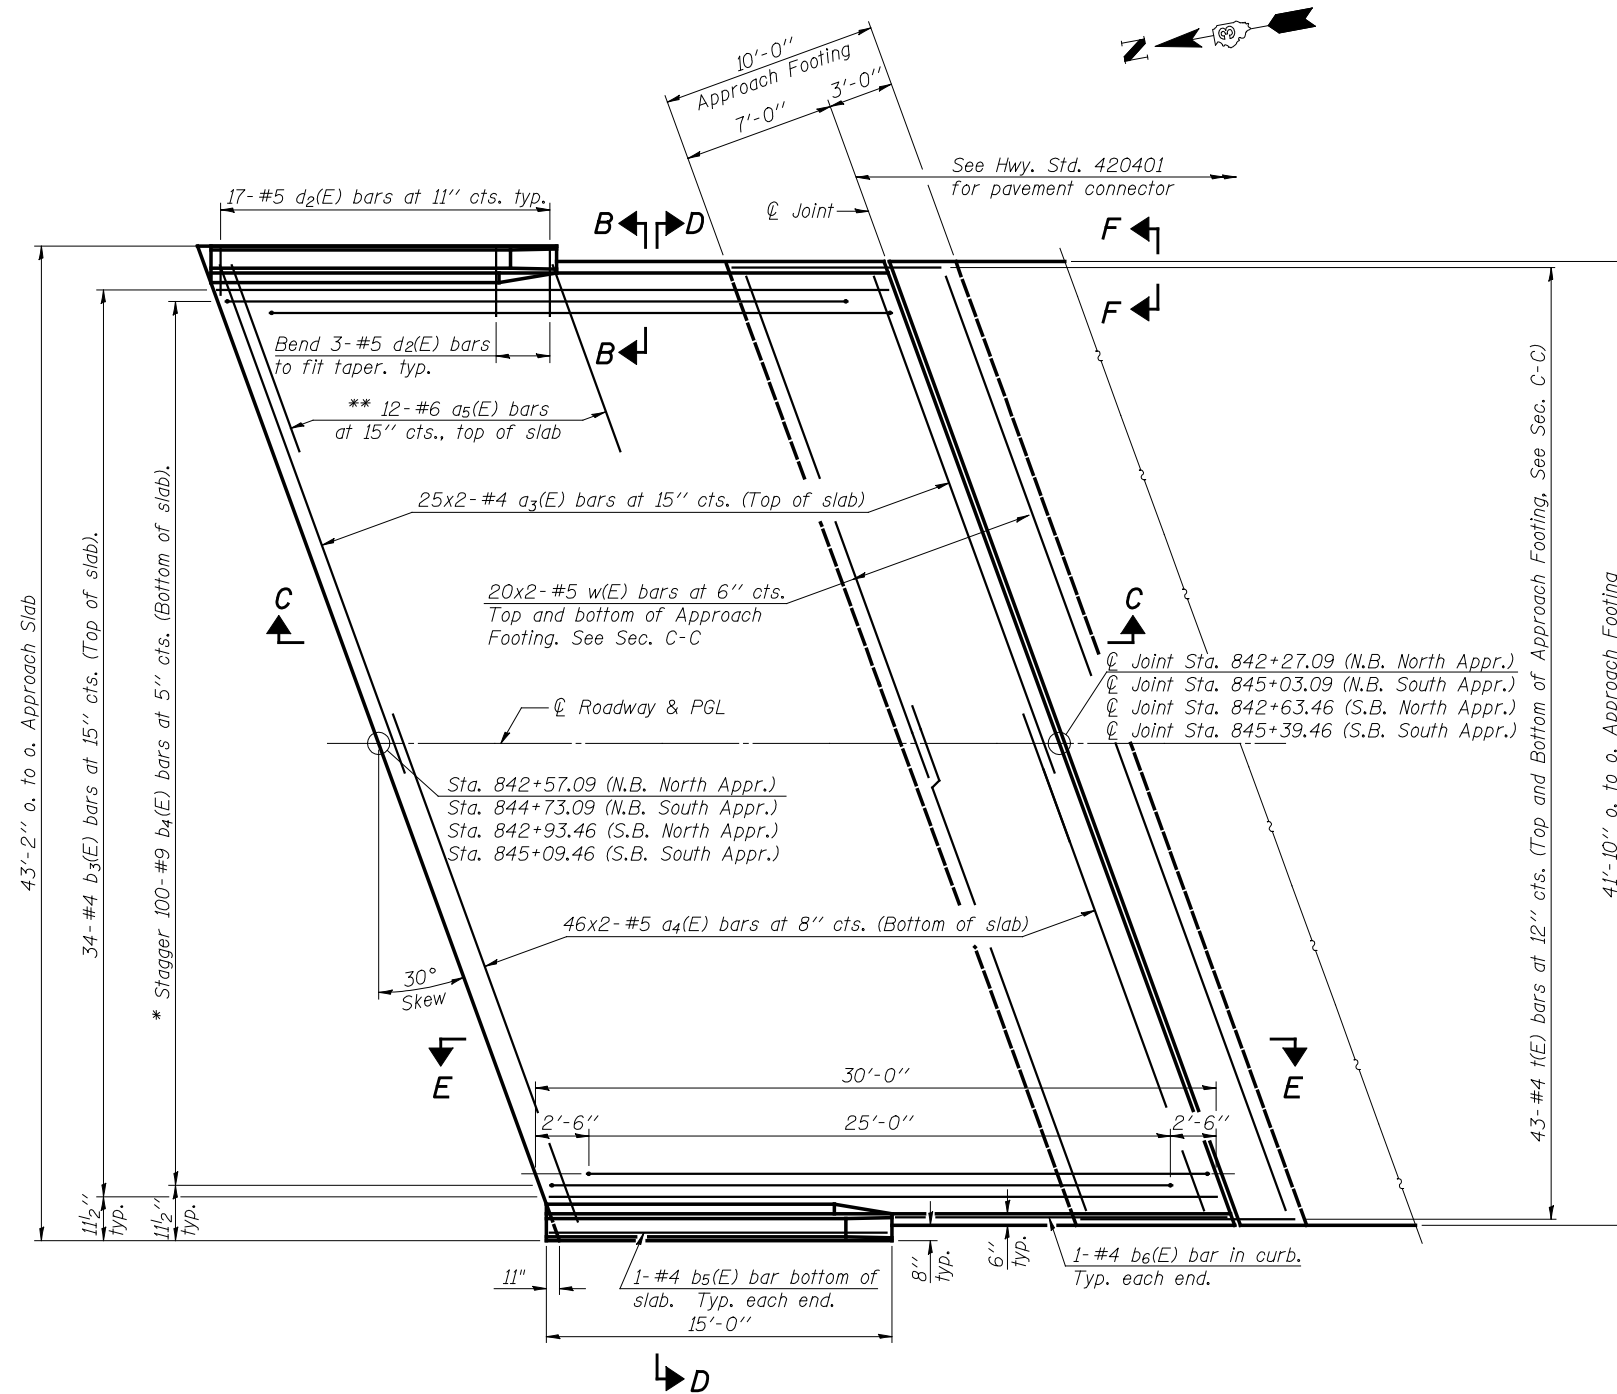 10'-0"
Approach Footing
7'-0"
3'-0"
N
3
See Hwy. Std. 420401
for pavement connector
℄ Joint
17-#5 d2(E) bars at 11" cts. typ.
B
D
F
F
B
Bend 3-#5 d2(E) bars
to fit taper. typ.
** 12-#6 a5(E) bars
at 15" cts., top of slab
25x2-#4 a3(E) bars at 15" cts. (Top of slab)
20x2-#5 w(E) bars at 6" cts.
Top and bottom of Approach
Footing. See Sec. C-C
C
C
℄ Joint Sta. 842+27.09 (N.B. North Appr.)
℄ Joint Sta. 845+03.09 (N.B. South Appr.)
℄ Joint Sta. 842+63.46 (S.B. North Appr.)
℄ Joint Sta. 845+39.46 (S.B. South Appr.)
℄ Roadway & PGL
Sta. 842+57.09 (N.B. North Appr.)
Sta. 844+73.09 (N.B. South Appr.)
Sta. 842+93.46 (S.B. North Appr.)
Sta. 845+09.46 (S.B. South Appr.)
46x2-#5 a4(E) bars at 8" cts. (Bottom of slab)
30°
Skew
E
E
30'-0"
2'-6"
25'-0"
2'-6"
43'-2" o. to o. Approach Slab
34-#4 b3(E) bars at 15" cts. (Top of slab).
* Stagger 100-#9 b4(E) bars at 5" cts. (Bottom of slab).
43-#4 t(E) bars at 12" cts. (Top and Bottom of Approach Footing, See Sec. C-C)
41'-10" o. to o. Approach Footing
11½"
typ.
11½"
typ.
11"
1-#4 b5(E) bar bottom of
slab. Typ. each end.
15'-0"
8"
typ.
6"
typ.
1-#4 b6(E) bar in curb.
Typ. each end.
D